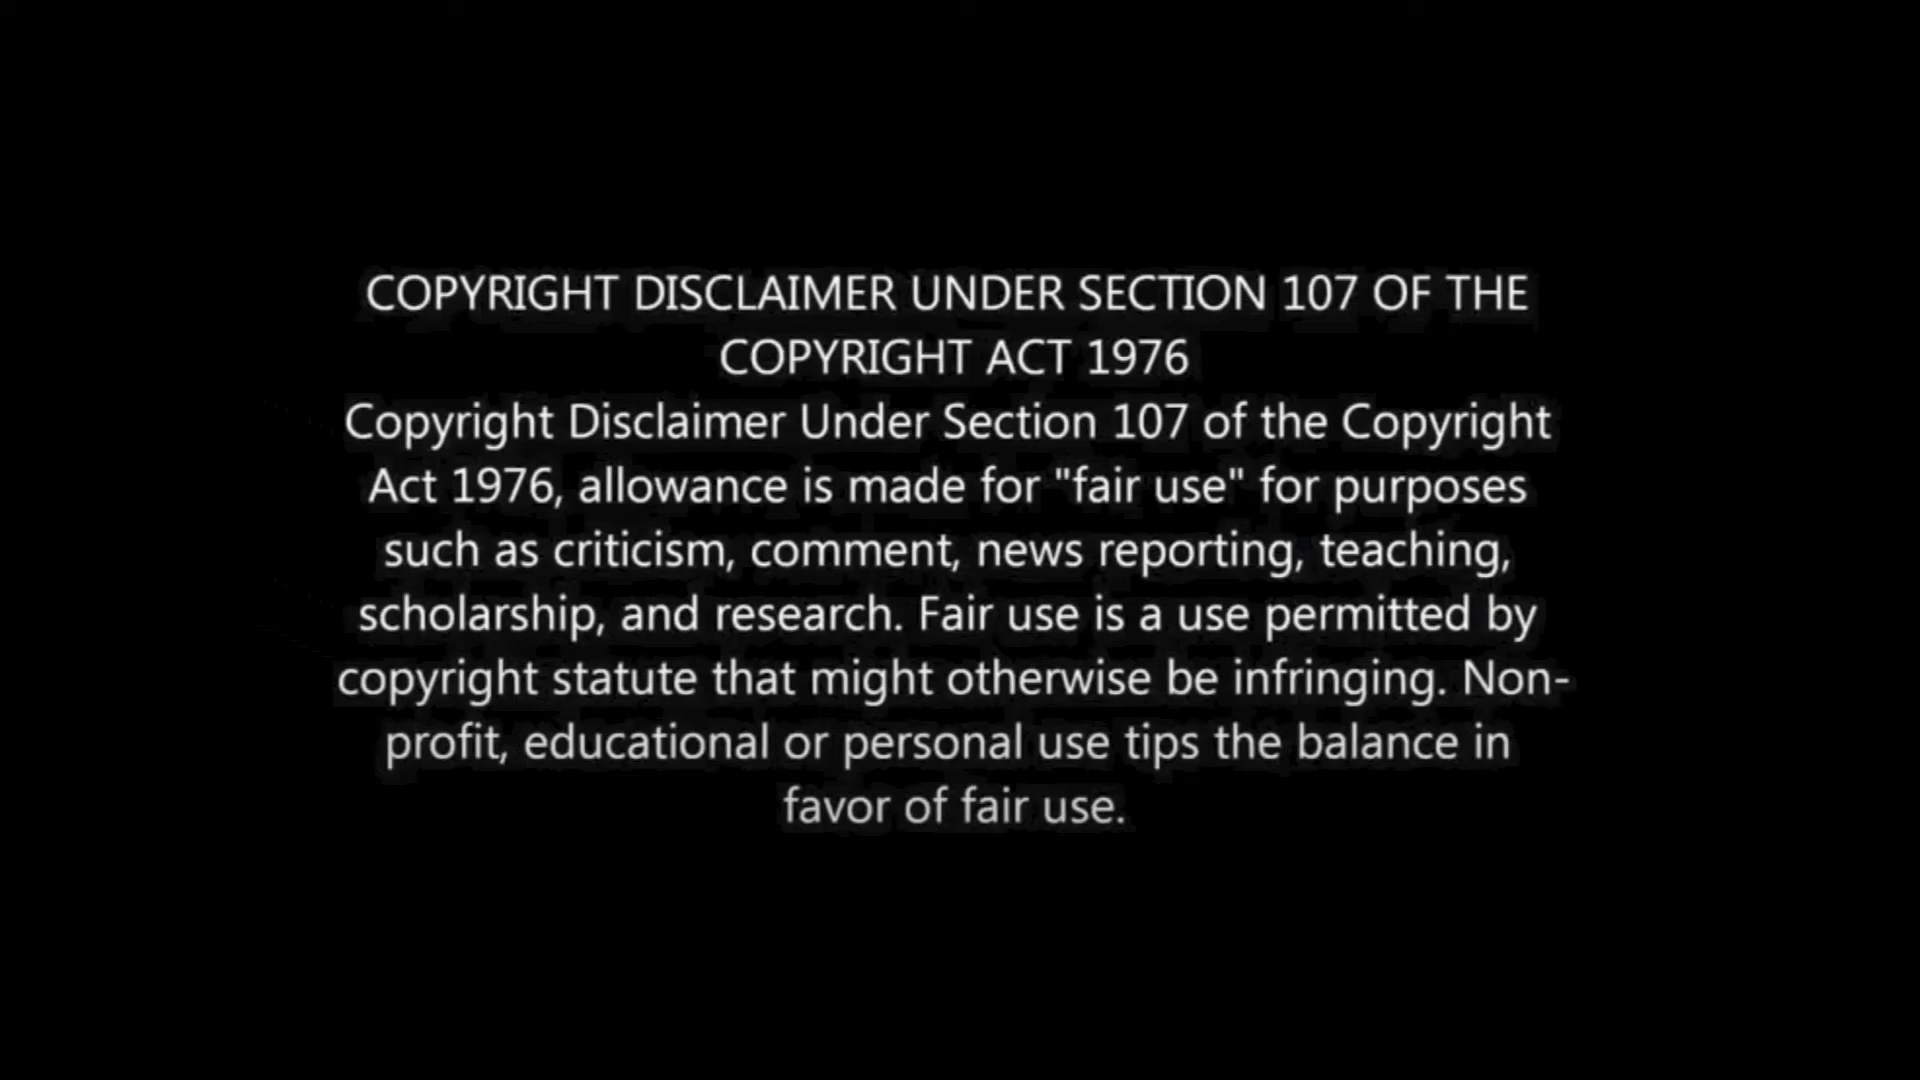 COPYRIGHT DISCLAIMER UNDER SECTION 107 OF THE
COPYRIGHT ACT 1976
Copyright Disclaimer Under Section 107 of the Copyright
Act 1976, allowance is made for "fair use" for purposes
such as criticism, comment, news reporting, teaching,
scholarship, and research. Fair use is a use permitted by
copyright statute that might otherwise be infringing. Non-
profit, educational or personal use tips the balance in
favor of fair use.